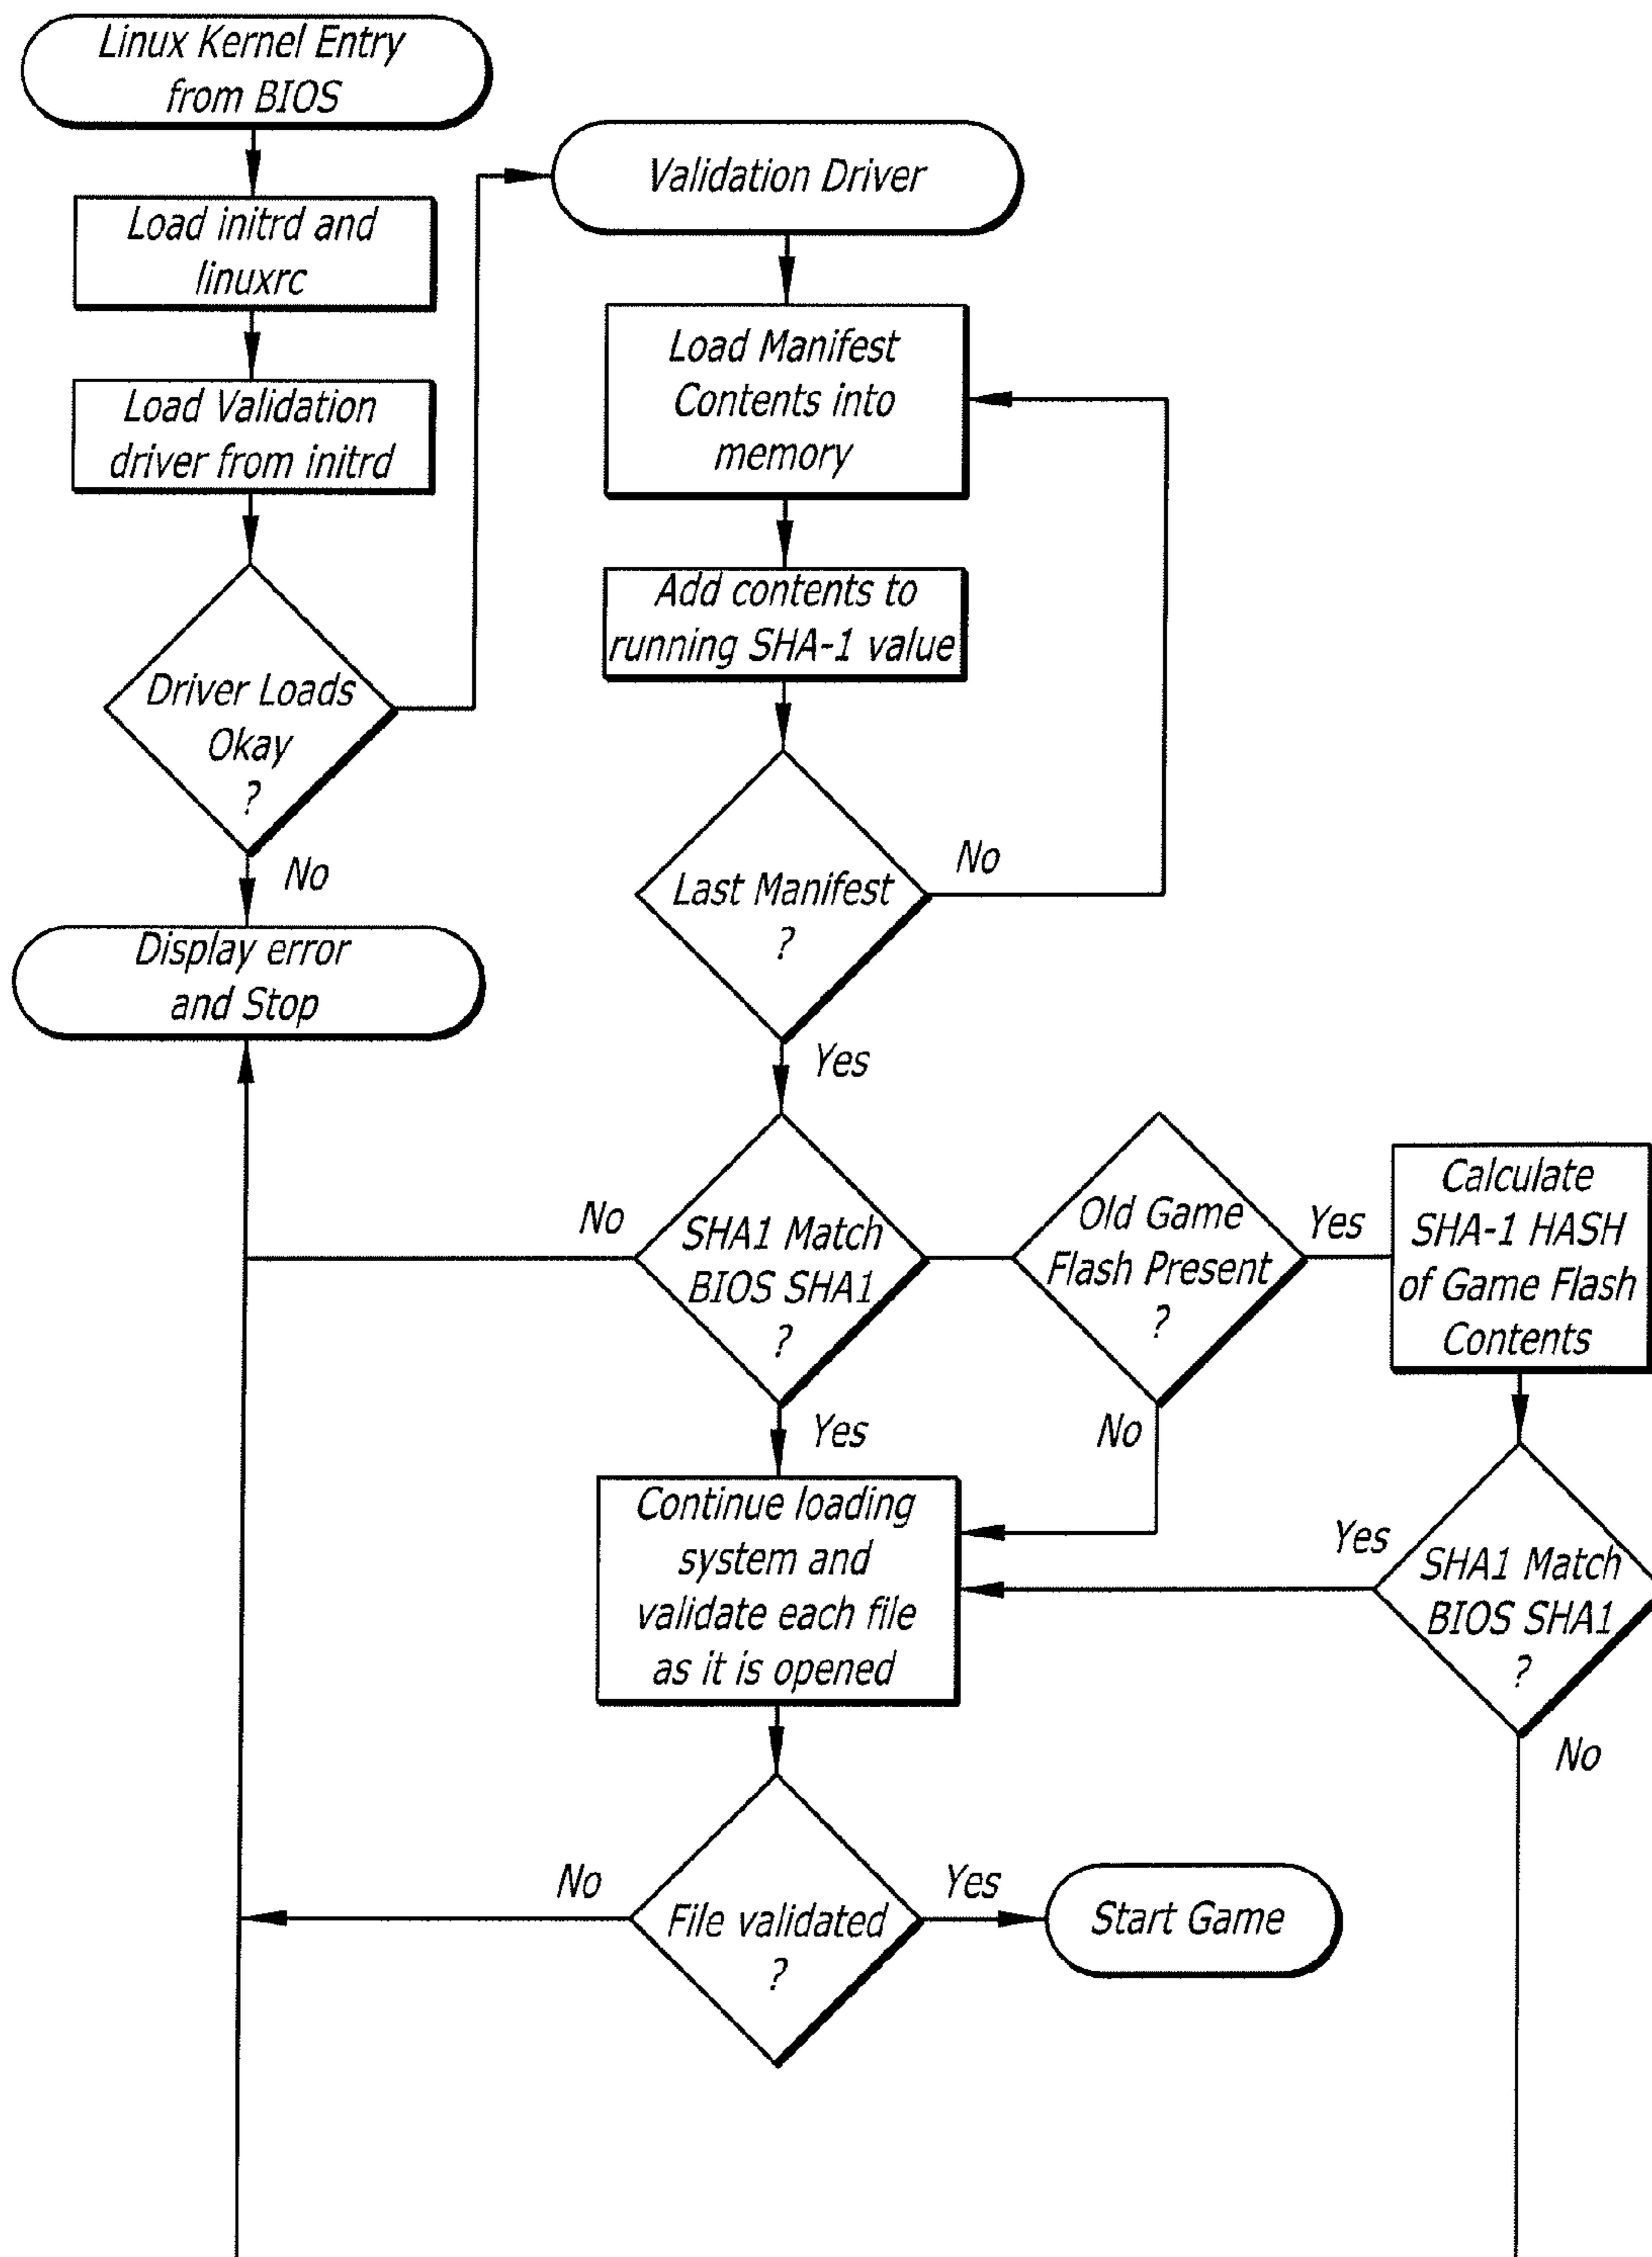 Linux Kernel Entry
from BIOS
Load initrd and
linuxrc
Load Validation
driver from initrd
Driver Loads
Okay
?
No
Display error
and Stop
Validation Driver
Load Manifest
Contents into
memory
Add contents to
running SHA-1 value
Last Manifest
?
No
Yes
No
SHA1 Match
BIOS SHA1
?
Yes
Old Game
Flash Present
?
Yes
No
Calculate
SHA-1 HASH
of Game Flash
Contents
Yes
SHA1 Match
BIOS SHA1
?
No
Continue loading
system and
validate each file
as it is opened
No
File validated
?
Yes
Start Game